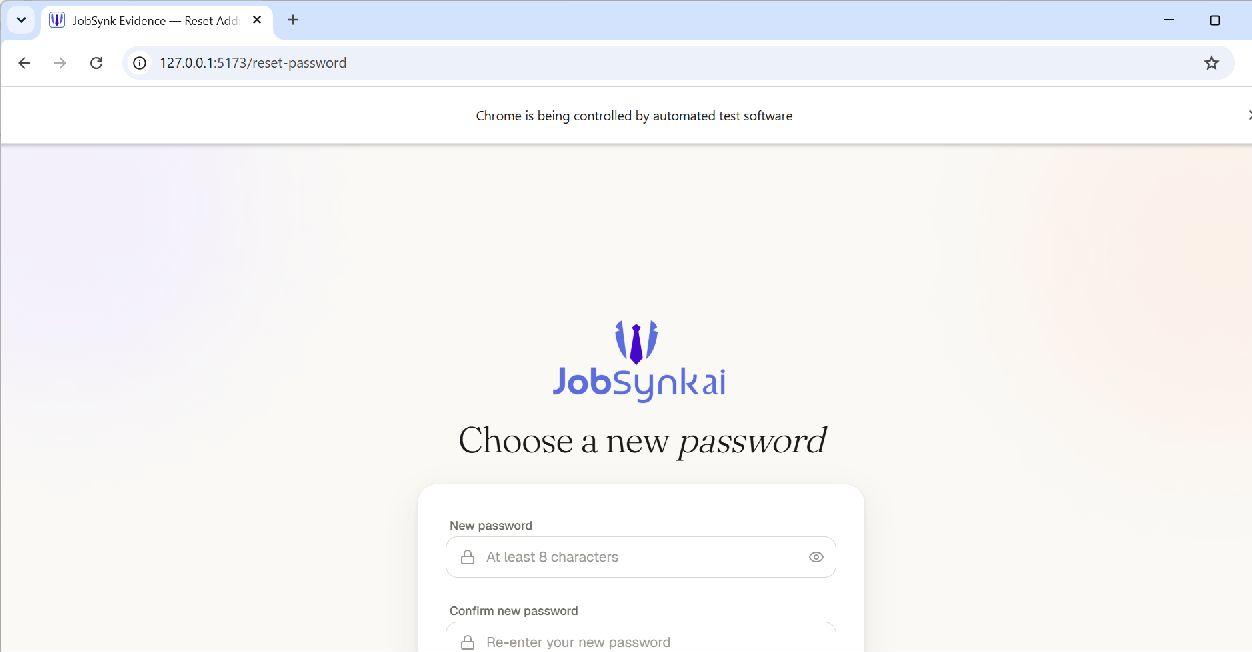 JobSynk Evidence — Reset Add
127.0.0.1:5173/reset-password
Chrome is being controlled by automated test software
JobSynkai
Choose a new password
New password
At least 8 characters
Confirm new password
Re-enter your new password